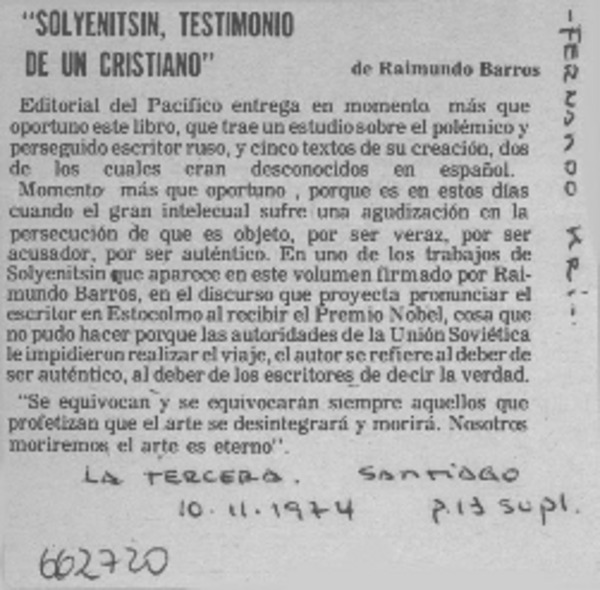 "SOLYENITSIN, TESTIMONIO
DE UN CRISTIANO"
de Raimundo Barros
Editorial del Pacífico entrega en momento más que
oportuno este libro, que trae un estudio sobre el polémico y
perseguido escritor ruso, y cinco textos de su creación, dos
de los cuales eran desconocidos en español.
Momento más que oportuno , porque es en estos días
cuando el gran intelecual sufre una agudización en la
persecución de que es objeto, por ser veraz, por ser
acusador, por ser auténtico. En uno de los trabajos de
Solyenitsin que aparece en este volumen firmado por Rai-
mundo Barros, en el discurso que proyecta pronunciar el
escritor en Estocolmo al recibir el Premio Nobel, cosa que
no pudo hacer porque las autoridades de la Unión Soviética
le impidieron realizar el viaje, el autor se refiere al deber de
ser auténtico, al deber de los escritores de decir la verdad.
"Se equivocan y se equivocarán siempre aquellos que
profetizan que el arte se desintegrará y morirá. Nosotros
moriremos el arte es eterno".
LA TERCERA. SANTIAGO
10.11.1974 p.13 supl.
662720
-FERNANDO